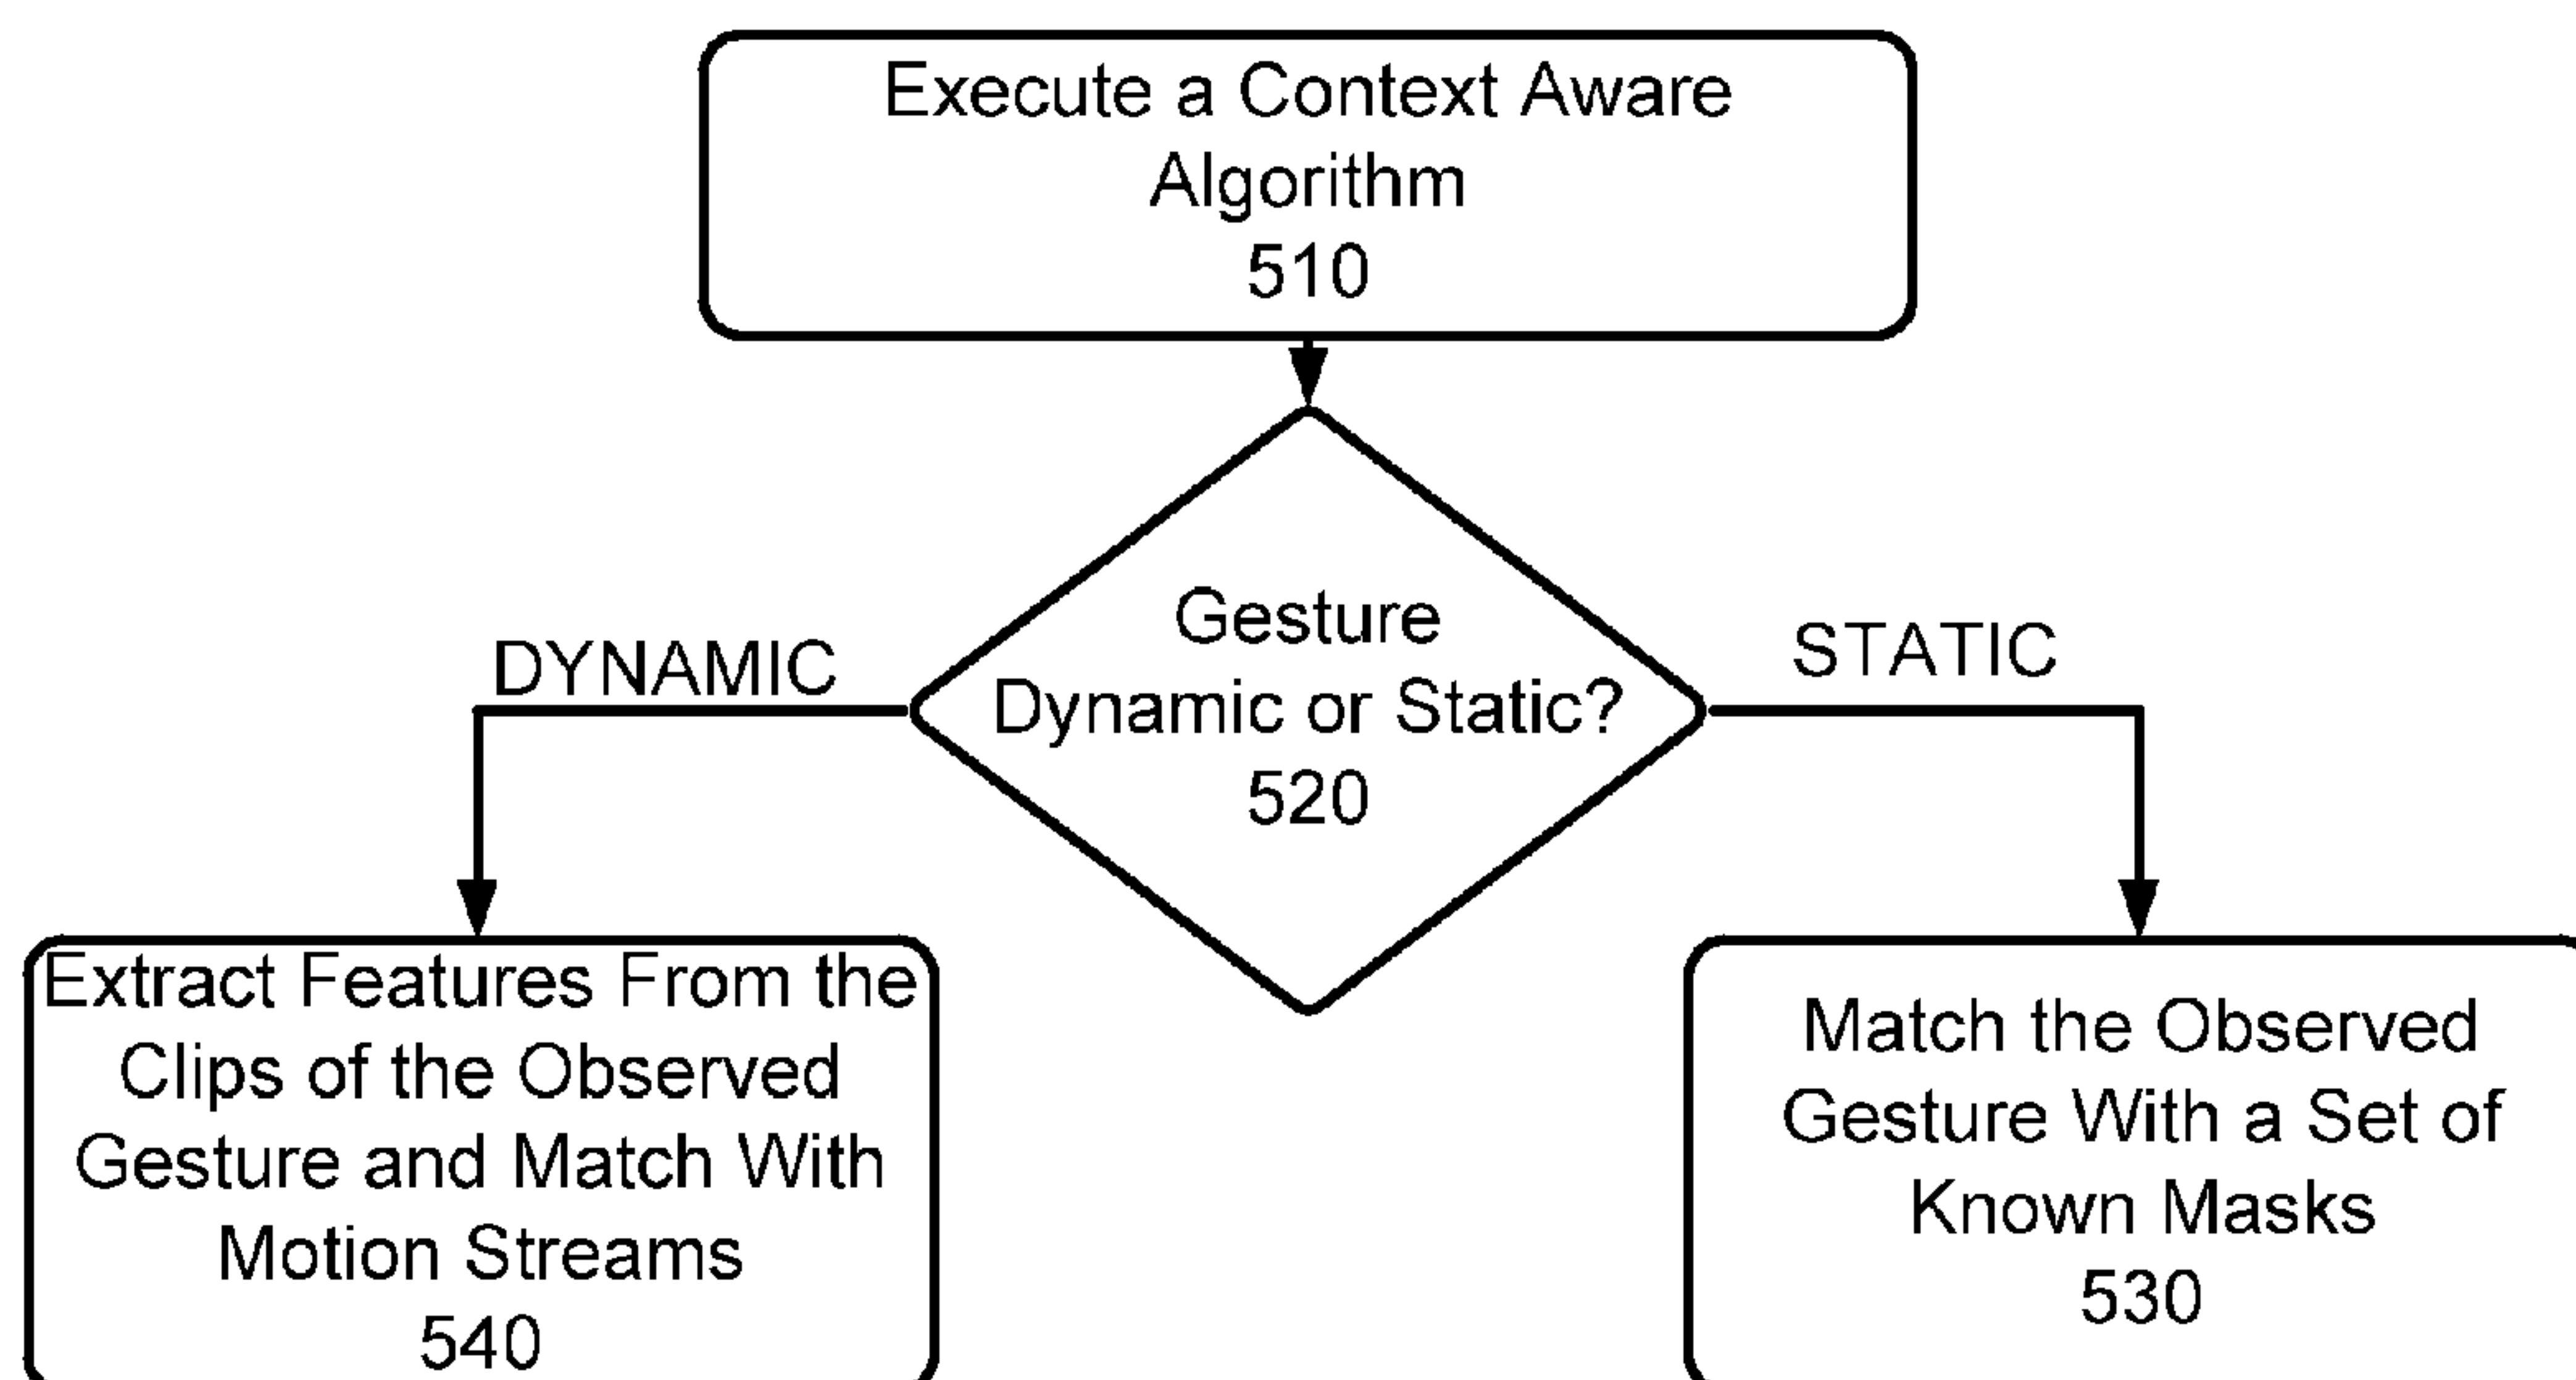 Execute a Context Aware
Algorithm
510
Gesture
Dynamic or Static?
520
DYNAMIC
STATIC
Extract Features From the
Clips of the Observed
Gesture and Match With
Motion Streams
540
Match the Observed
Gesture With a Set of
Known Masks
530